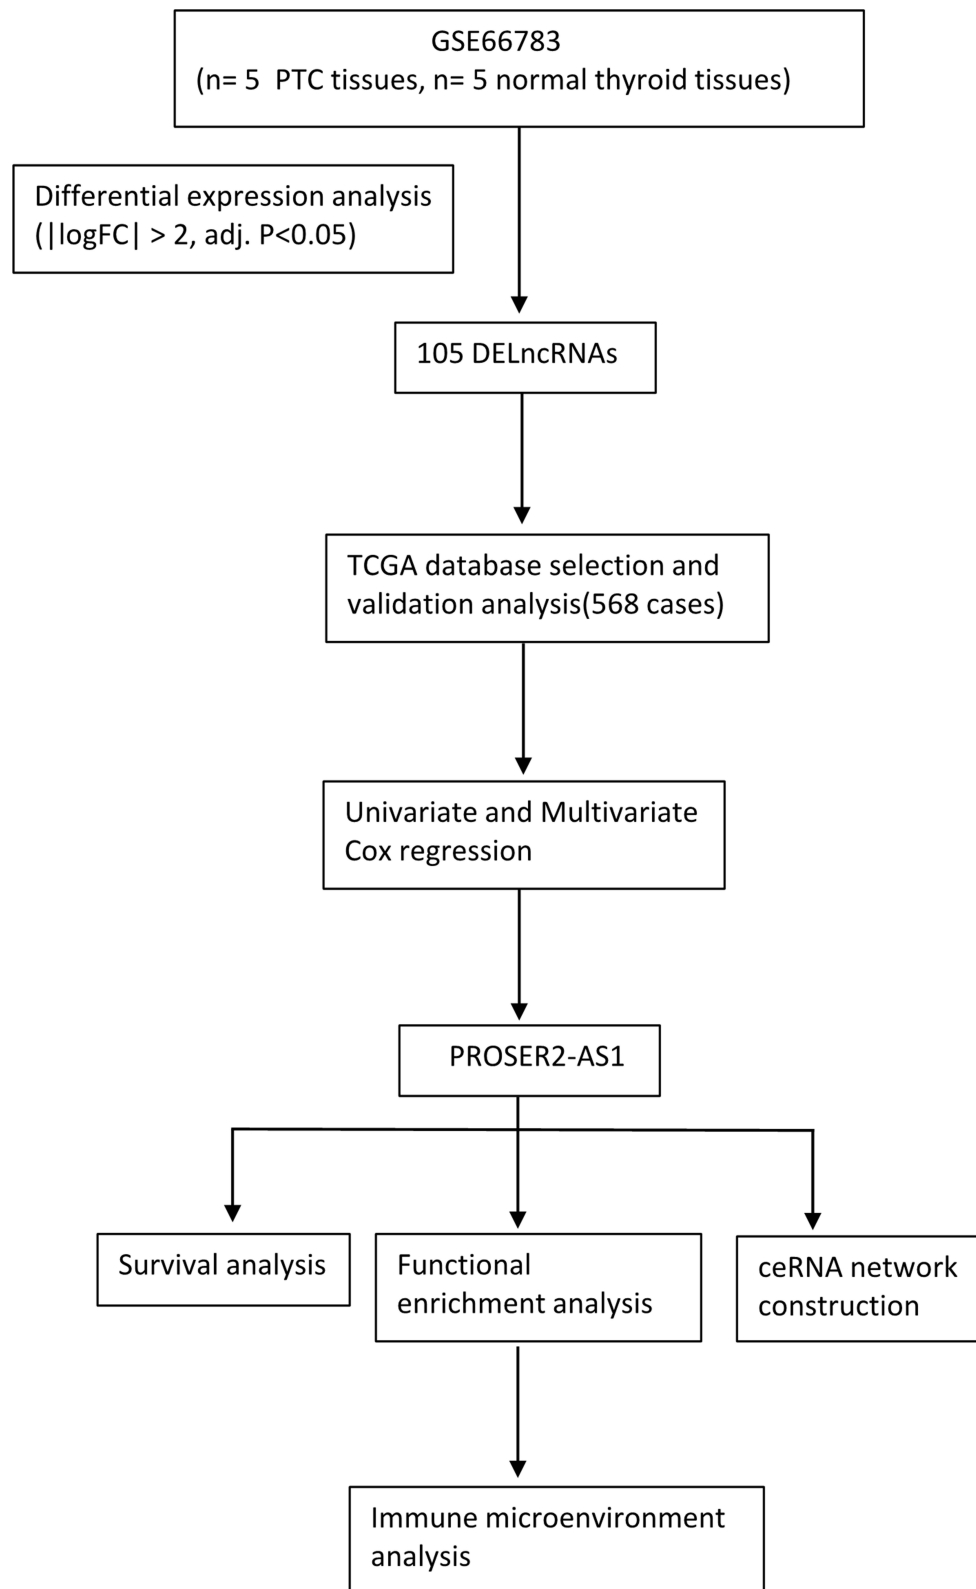 GSE66783
(n= 5  PTC tissues, n= 5 normal thyroid tissues)
Differential expression analysis
(|logFC| > 2, adj. P<0.05)
105 DELncRNAs
TCGA database selection and
validation analysis(568 cases)
Univariate and Multivariate
Cox regression
PROSER2-AS1
Survival analysis
Functional
enrichment analysis
ceRNA network
construction
Immune microenvironment
analysis